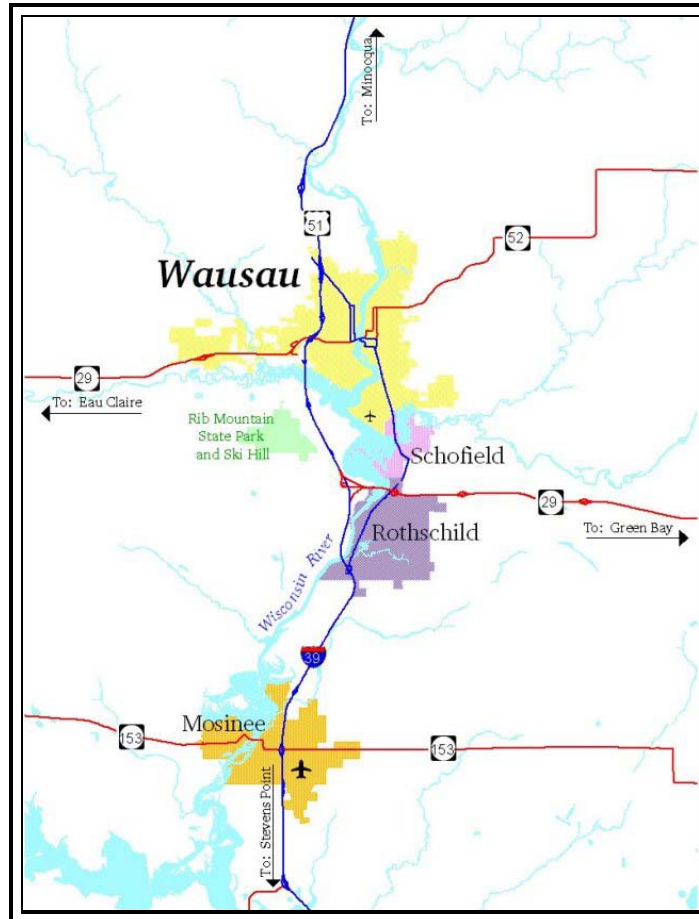 To: Minocqua
51
52
Wausau
29
To: Eau Claire
Rib Mountain
State Park
and Ski Hill
Schofield
29
To: Green Bay
Rothschild
Wisconsin River
39
Mosinee
153
153
To: Stevens Point